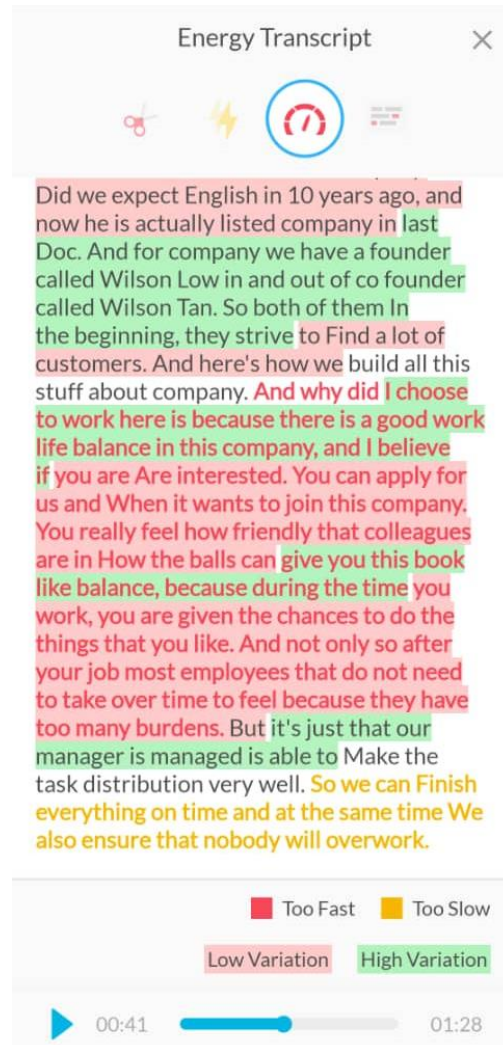 Energy Transcript
Did we expect English in 10 years ago, and
now he is actually listed company in last
Doc. And for company we have a founder
called Wilson Low in and out of co founder
called Wilson Tan. So both of them In
the beginning, they strive to Find a lot of
customers. And here's how we build all this
stuff about company. And why did I choose
to work here is because there is a good work
life balance in this company, and I believe
if you are Are interested. You can apply for
us and When it wants to join this company.
You really feel how friendly that colleagues
are in How the balls can give you this book
like balance, because during the time you
work, you are given the chances to do the
things that you like. And not only so after
your job most employees that do not need
to take over time to feel because they have
too many burdens. But it's just that our
manager is managed is able to Make the
task distribution very well. So we can Finish
everything on time and at the same time We
also ensure that nobody will overwork.
Too Fast Too Slow
Low Variation High Variation
00:41 01:28